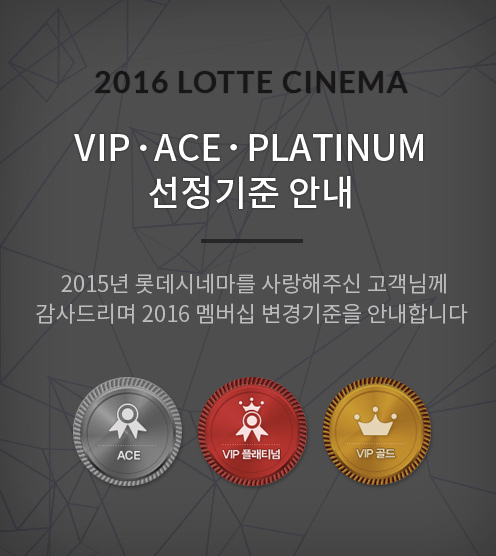 2016 LOTTE CINEMA
VIP·ACE·PLATINUM
선정기준 안내
2015년 롯데시네마를 사랑해주신 고객님께
감사드리며 2016 멤버십 변경기준을 안내합니다
ACE
VIP 플래티넘
VIP 골드